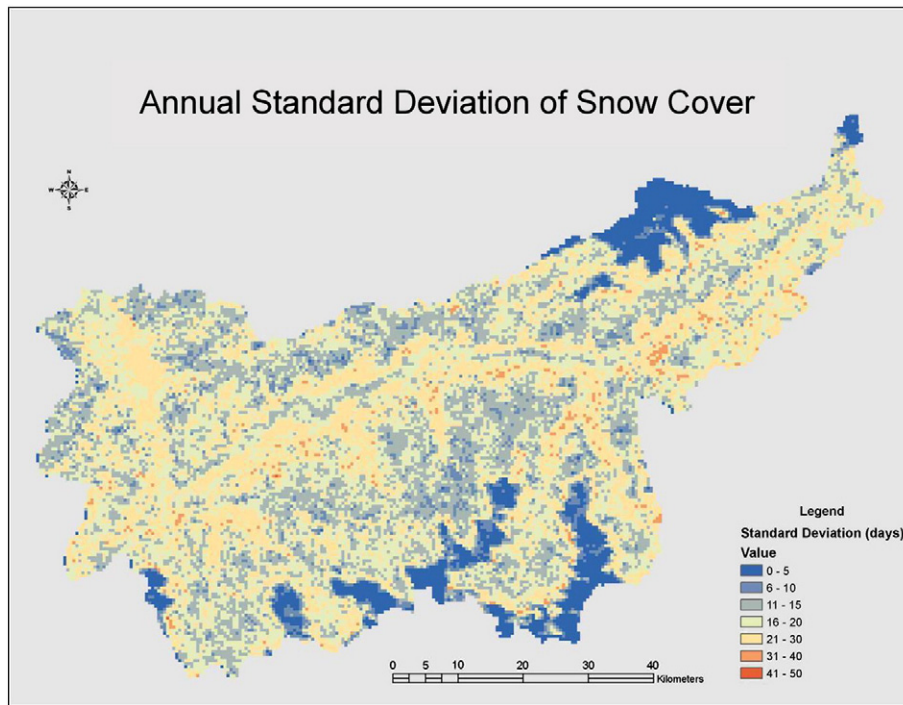 Annual Standard Deviation of Snow Cover
N
W E
S
Legend
Standard Deviation (days)
Value
0 - 5
6 - 10
11 - 15
16 - 20
21 - 30
31 - 40
41 - 50
0 5 10 20 30 40
Kilometers